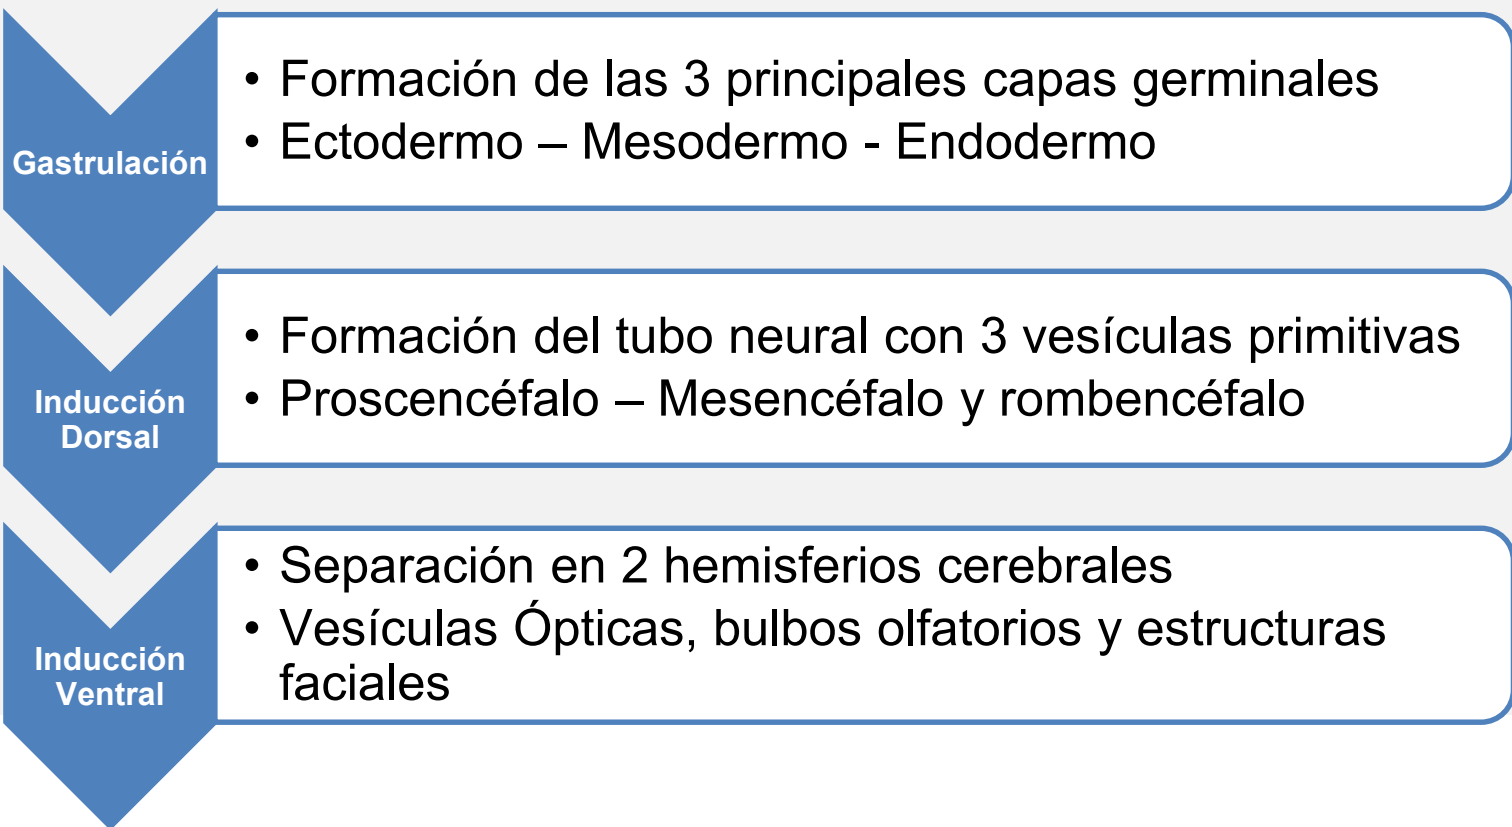 Gastrulación
• Formación de las 3 principales capas germinales
• Ectodermo – Mesodermo - Endodermo
Inducción
Dorsal
• Formación del tubo neural con 3 vesículas primitivas
• Proscencéfalo – Mesencéfalo y rombencéfalo
Inducción
Ventral
• Separación en 2 hemisferios cerebrales
• Vesículas Ópticas, bulbos olfatorios y estructuras
faciales